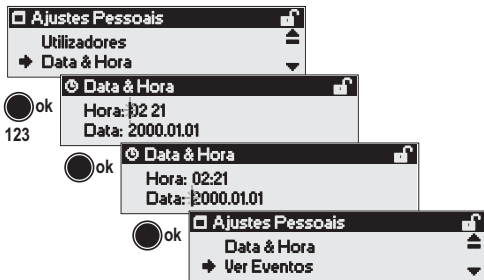 Ajustes Pessoais
Utilizadores
Data & Hora
Data & Hora
ok
Hora: 02 21
123
Data: 2000.01.01
Data & Hora
ok
Hora: 02:21
Data: 2000.01.01
Ajustes Pessoais
ok
Data & Hora
Ver Eventos